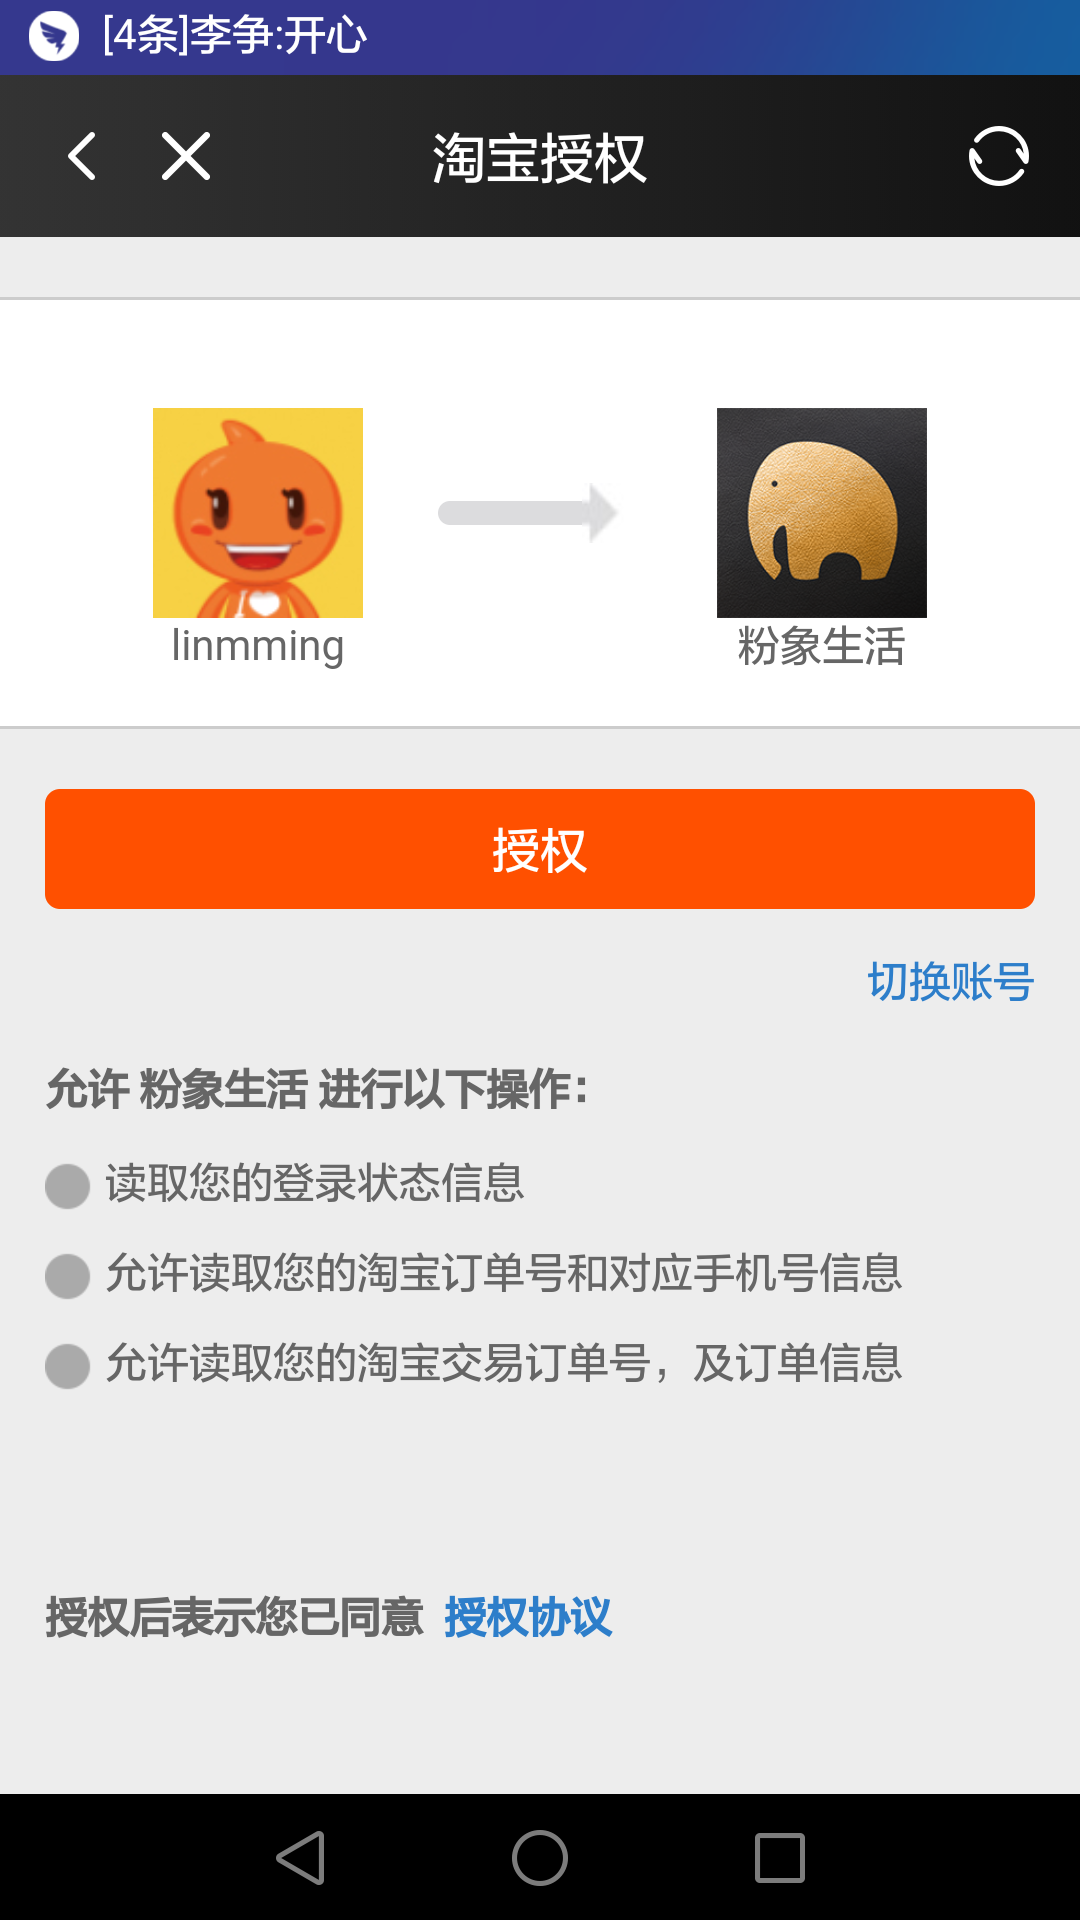 [4条]李争:开心
淘宝授权
linmming
粉象生活
授权
切换账号
允许 粉象生活 进行以下操作：
读取您的登录状态信息
允许读取您的淘宝订单号和对应手机号信息
允许读取您的淘宝交易订单号，及订单信息
授权后表示您已同意 授权协议